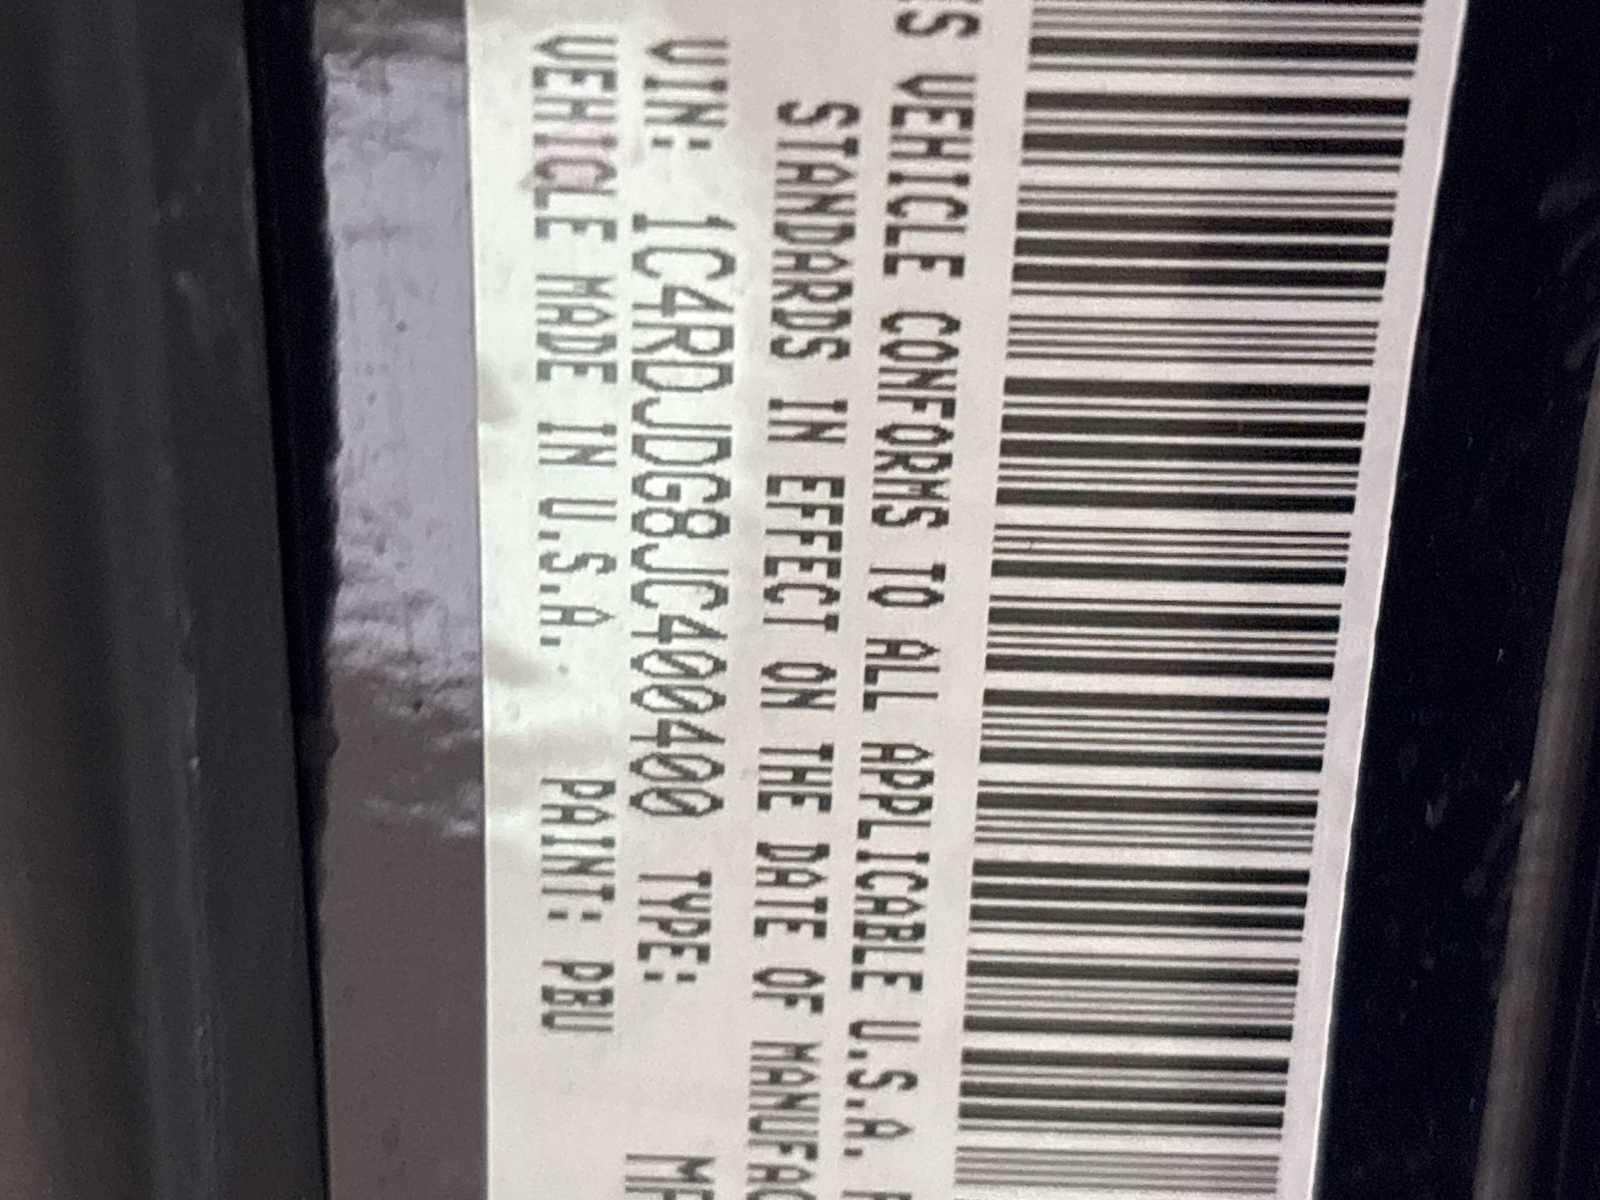 S VEHICLE CONFORMS TO ALL APPLICABLE U.S.A.
STANDARDS IN EFFECT ON THE DATE OF MANUFAC
VIN: 1C4RDJDG8JC400400 TYPE:
VEHICLE MADE IN U.S.A. PAINT: PBU